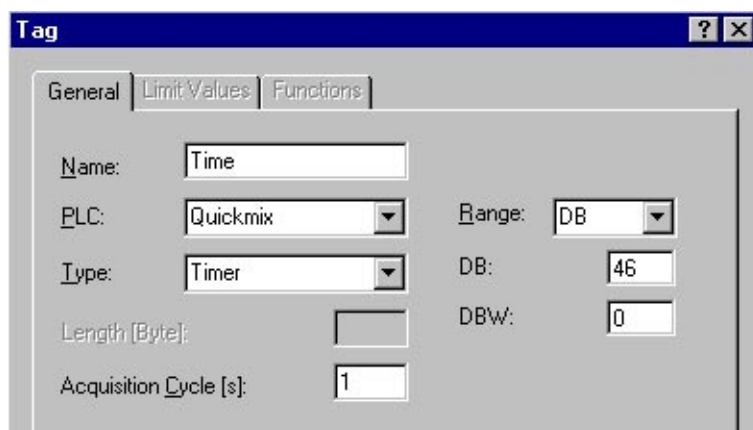 Tag
General Limit Values Functions
Name: Time
PLC: Quickmix Range: DB
Type: Timer DB: 46
Length [Byte]: DBW: 0
Acquisition Cycle [s]: 1